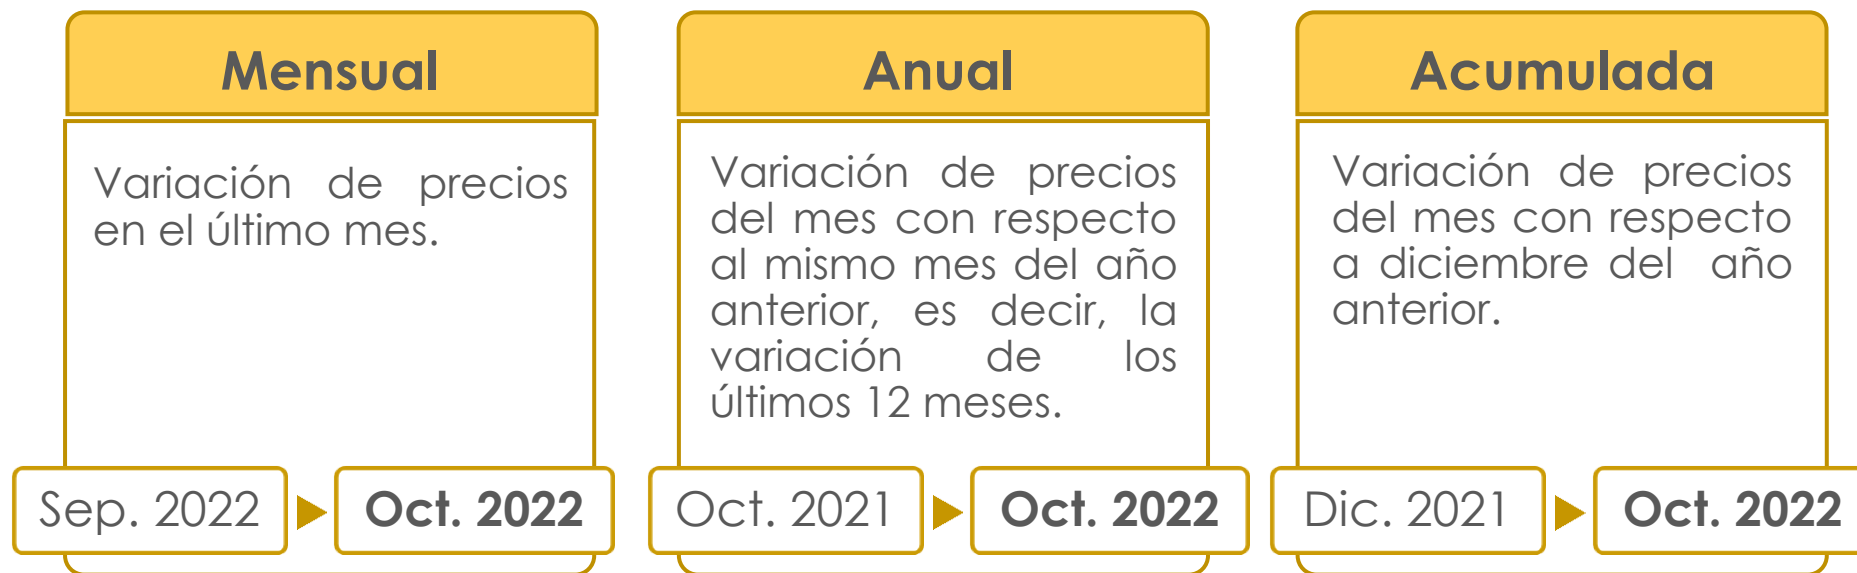 Mensual
Variación de precios
en el último mes.
Sep. 2022
Oct. 2022
Anual
Variación de precios
del mes con respecto
al mismo mes del año
anterior, es decir, la
variación de los
últimos 12 meses.
Oct. 2021
Oct. 2022
Acumulada
Variación de precios
del mes con respecto
a diciembre del año
anterior.
Dic. 2021
Oct. 2022